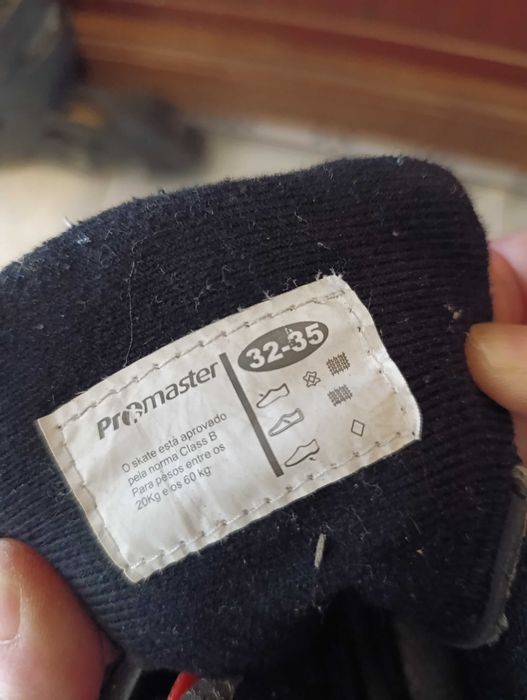 Promaster
O skate está aprovado
pela norma Class B
Para pesos entre os
20Kg e os 60 kg
32-35